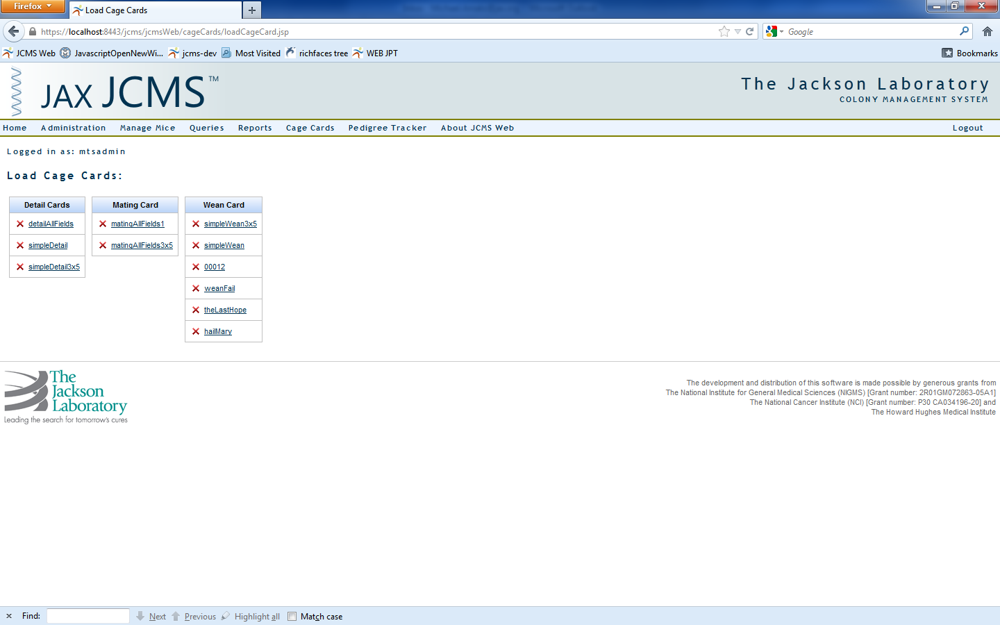 Firefox
Load Cage Cards
https://localhost:8443/jcms/jcmsWeb/cageCards/loadCageCard.jsp
Google
JCMS Web JavascriptOpenNewWi... jcms-dev Most Visited richfaces tree WEB JPT Bookmarks
JAX JCMS™
The Jackson Laboratory
COLONY MANAGEMENT SYSTEM
Home Administration Manage Mice Queries Reports Cage Cards Pedigree Tracker About JCMS Web Logout
Logged in as: mtsadmin
Load Cage Cards:
Detail Cards Mating Card Wean Card
detailAllFields matingAllFields1 simpleWean3x5
simpleDetail matingAllFields3x5 simpleWean
simpleDetail3x5 00012
weanFail
theLastHope
hailMary
The
Jackson
Laboratory
Leading the search for tomorrow's cures
The development and distribution of this software is made possible by generous grants from
The National Institute for General Medical Sciences (NIGMS) [Grant number: 2R01GM072863-05A1]
The National Cancer Institute (NCI) [Grant number: P30 CA034196-20] and
The Howard Hughes Medical Institute
Find: Next Previous Highlight all Match case